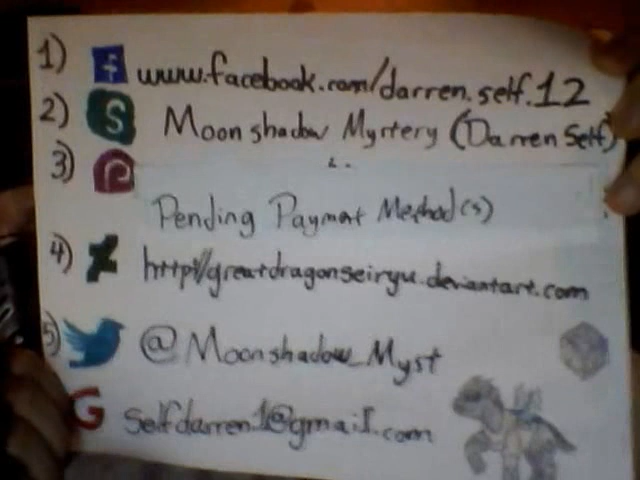 1) f www.facebook.com/darren.self.12
2) S Moonshadow Myrtery (Darren Self)
3)
Pending Payment Method(s)
4) http://greatdragonseiryu.deviantart.com
5) @Moonshadow_Myst
G selfdarren1@gmail.com